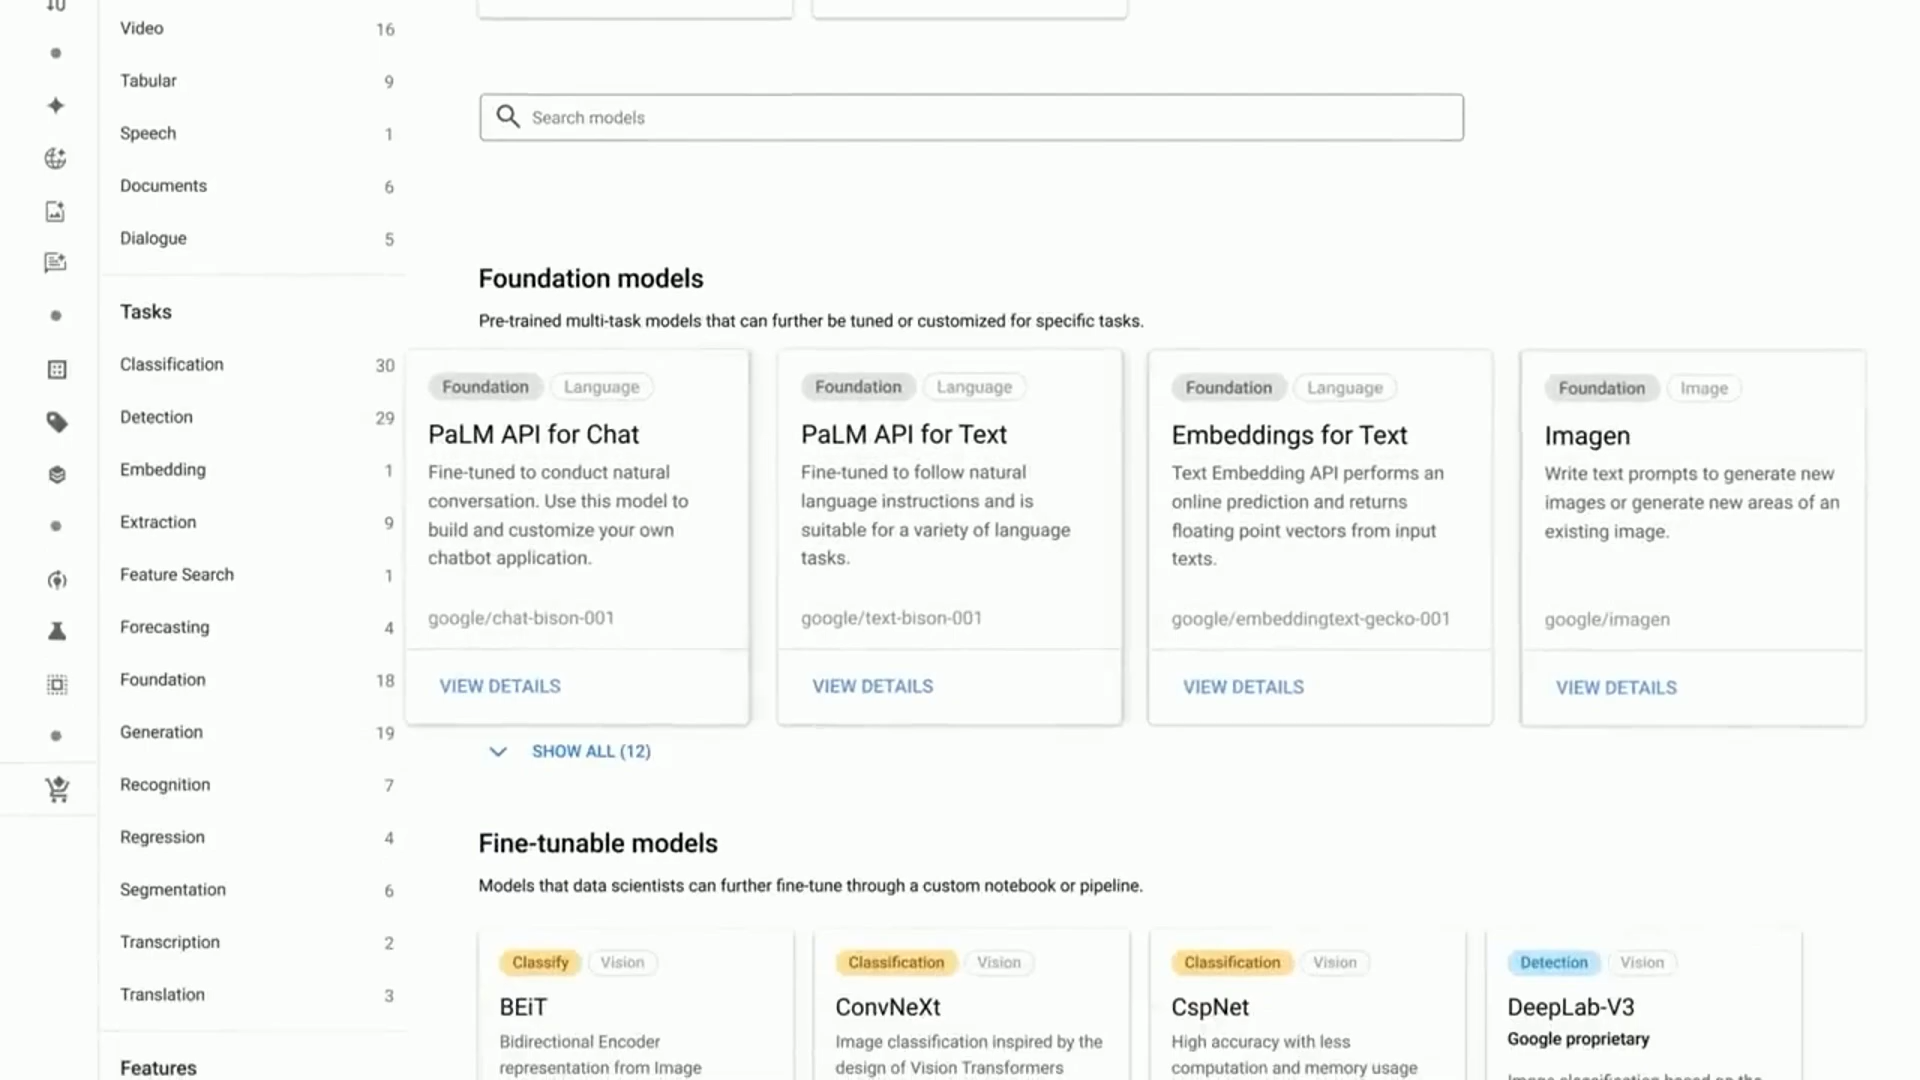 Video 16
Tabular 9
Speech 1
Documents 6
Dialogue 5
Tasks
Classification 30
Detection 29
Embedding 1
Extraction 9
Feature Search 1
Forecasting 4
Foundation 18
Generation 19
Recognition 7
Regression 4
Segmentation 6
Transcription 2
Translation 3
Features
Search models
Foundation models
Pre-trained multi-task models that can further be tuned or customized for specific tasks.
Foundation Language
PaLM API for Chat
Fine-tuned to conduct natural
conversation. Use this model to
build and customize your own
chatbot application.
google/chat-bison-001
VIEW DETAILS
Foundation Language
PaLM API for Text
Fine-tuned to follow natural
language instructions and is
suitable for a variety of language
tasks.
google/text-bison-001
VIEW DETAILS
Foundation Language
Embeddings for Text
Text Embedding API performs an
online prediction and returns
floating point vectors from input
texts.
google/embeddingtext-gecko-001
VIEW DETAILS
Foundation Image
Imagen
Write text prompts to generate new
images or generate new areas of an
existing image.
google/imagen
VIEW DETAILS
SHOW ALL (12)
Fine-tunable models
Models that data scientists can further fine-tune through a custom notebook or pipeline.
Classify Vision
BEiT
Bidirectional Encoder
representation from Image
Classification Vision
ConvNeXt
Image classification inspired by the
design of Vision Transformers
Classification Vision
CspNet
High accuracy with less
computation and memory usage
Detection Vision
DeepLab-V3
Google proprietary